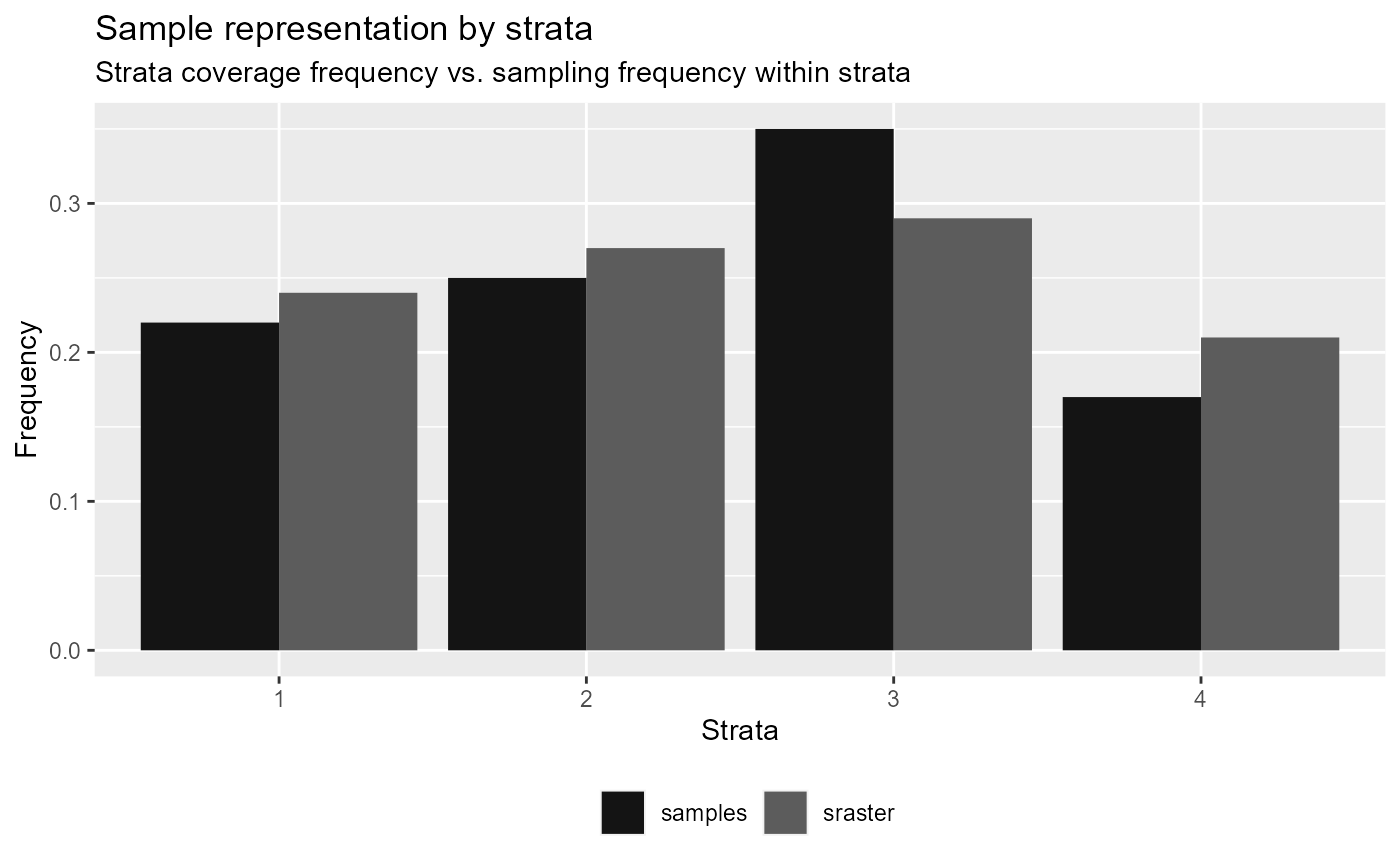 Sample representation by strata
Strata coverage frequency vs. sampling frequency within strata
Frequency
0.3
0.2
0.1
0.0
1 2 3 4
Strata
samples sraster